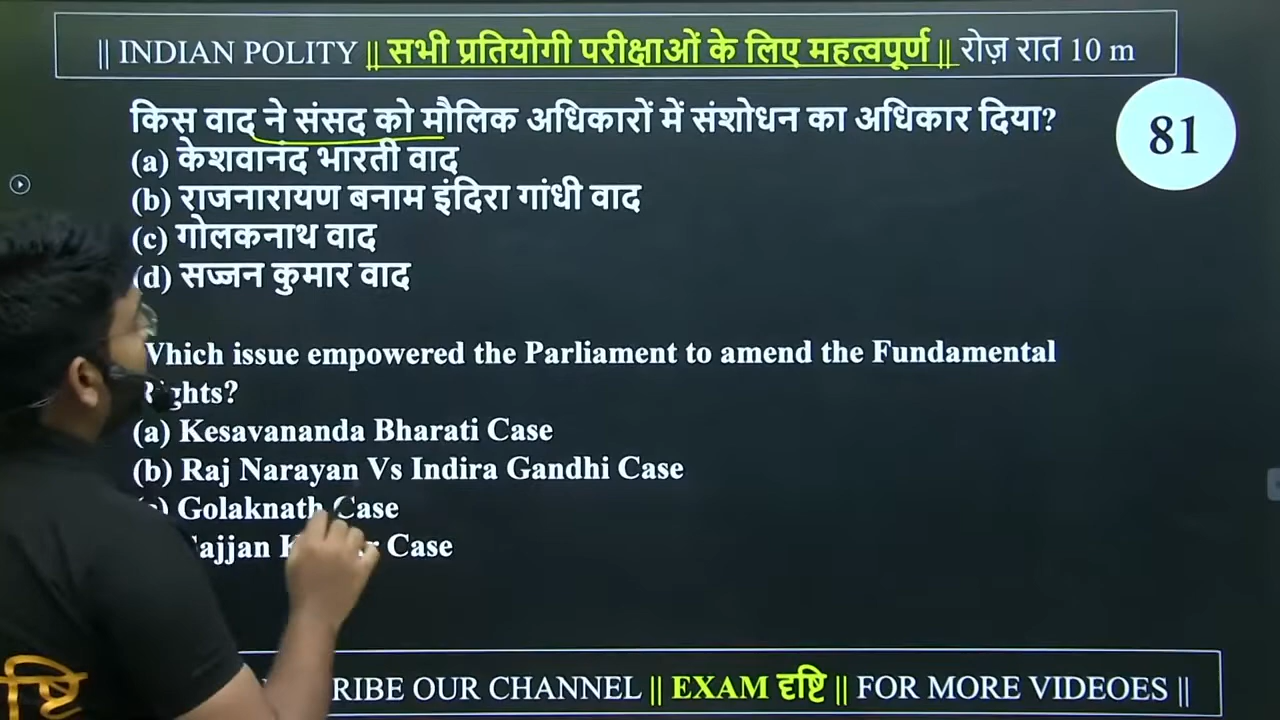 || INDIAN POLITY || सभी प्रतियोगी परीक्षाओं के लिए महत्वपूर्ण || रोज़ रात 10 m
किस वाद ने संसद को मौलिक अधिकारों में संशोधन का अधिकार दिया?
81
(a) केशवानंद भारती वाद
(b) राजनारायण बनाम इंदिरा गांधी वाद
(c) गोलकनाथ वाद
(d) सज्जन कुमार वाद
Which issue empowered the Parliament to amend the Fundamental
Rights?
(a) Kesavananda Bharati Case
(b) Raj Narayan Vs Indira Gandhi Case
Golaknath Case
Case
OUR CHANNEL || EXAM दृष्टि || FOR MORE VIDEOES ||